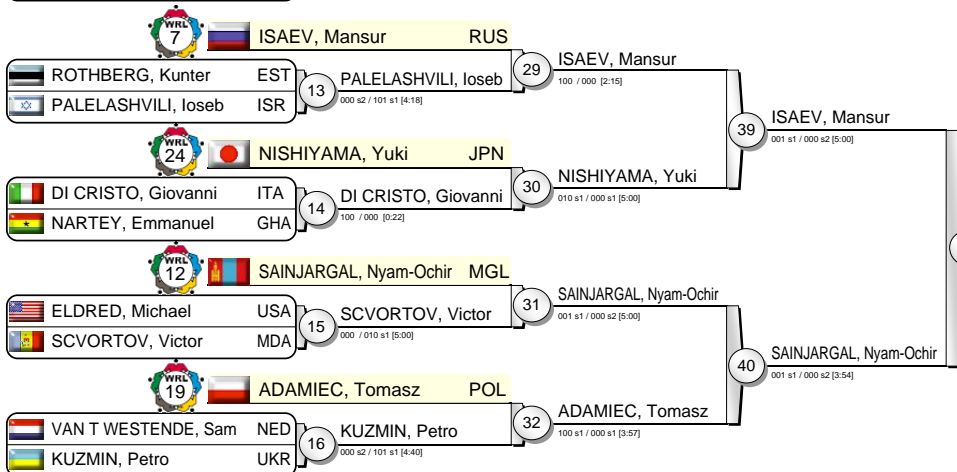 WRL
7
ISAEV, Mansur RUS
ROTHBERG, Kunter EST
PALELASHVILI, Ioseb ISR
13
PALELASHVILI, Ioseb
000 s2 / 101 s1 [4:18]
29
ISAEV, Mansur
100 / 000 [2:15]
39
ISAEV, Mansur
001 s1 / 000 s2 [5:00]
WRL
24
NISHIYAMA, Yuki JPN
DI CRISTO, Giovanni ITA
NARTEY, Emmanuel GHA
14
DI CRISTO, Giovanni
100 / 000 [0:22]
30
NISHIYAMA, Yuki
010 s1 / 000 s1 [5:00]
WRL
12
SAINJARGAL, Nyam-Ochir MGL
ELDRED, Michael USA
SCVORTOV, Victor MDA
15
SCVORTOV, Victor
000 / 010 s1 [5:00]
31
SAINJARGAL, Nyam-Ochir
001 s1 / 000 s2 [5:00]
40
SAINJARGAL, Nyam-Ochir
001 s1 / 000 s2 [3:54]
WRL
19
ADAMIEC, Tomasz POL
VAN T WESTENDE, Sam NED
KUZMIN, Petro UKR
16
KUZMIN, Petro
000 s2 / 101 s1 [4:40]
32
ADAMIEC, Tomasz
100 s1 / 000 s1 [3:57]